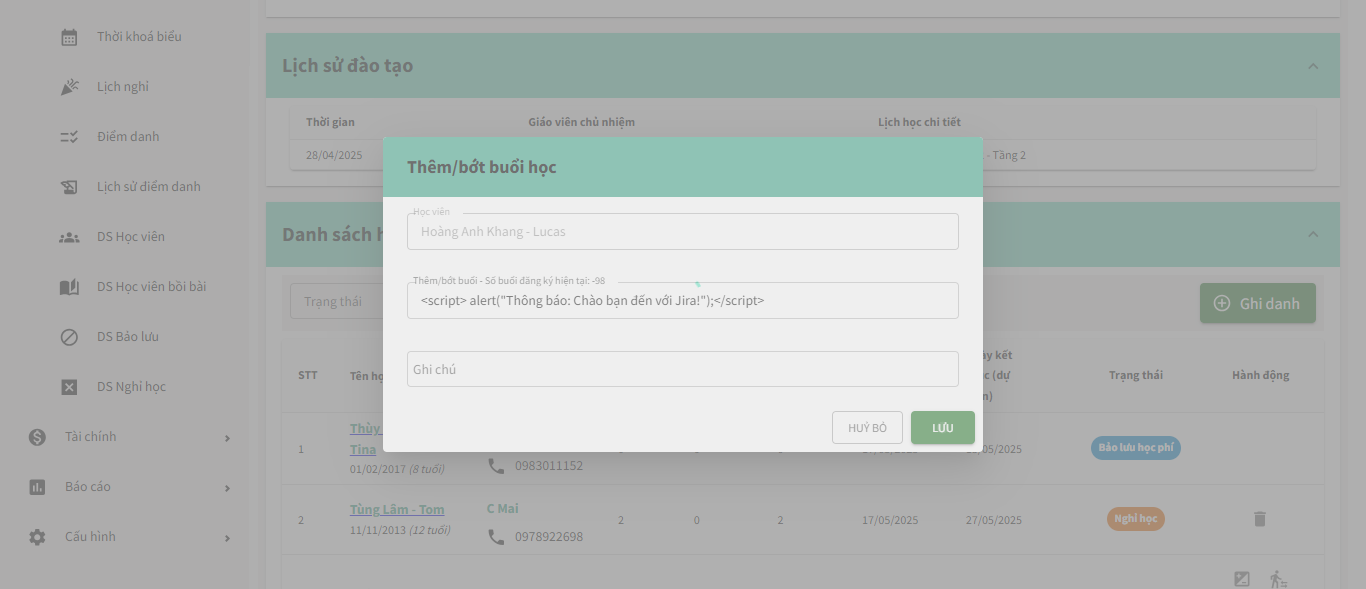 Thời khoá biểu
Lịch nghỉ
Điểm danh
Lịch sử điểm danh
DS Học viên
DS Học viên bồi bài
DS Bảo lưu
DS Nghỉ học
Tài chính
Báo cáo
Cấu hình
Lịch sử đào tạo
Thời gian
Giáo viên chủ nhiệm
Lịch học chi tiết
28/04/2025
- Tầng 2
Danh sách
Trạng thái
Ghi danh
Thêm/bớt buổi học
Học viên
Hoàng Anh Khang - Lucas
Thêm/bớt buổi - Số buổi đăng ký hiện tại: -98
<script> alert("Thông báo: Chào bạn đến với Jira!");</script>
Ghi chú
HUỶ BỎ
LƯU
STT
Tên
kết
(dự
Trạng thái
Hành động
1
Thùy
Tina
01/02/2017 (8 tuổi)
0983011152
/05/2025
Bảo lưu học phí
2
Tùng Lâm - Tom
11/11/2013 (12 tuổi)
C Mai
0978922698
2
0
2
17/05/2025
27/05/2025
Nghỉ học